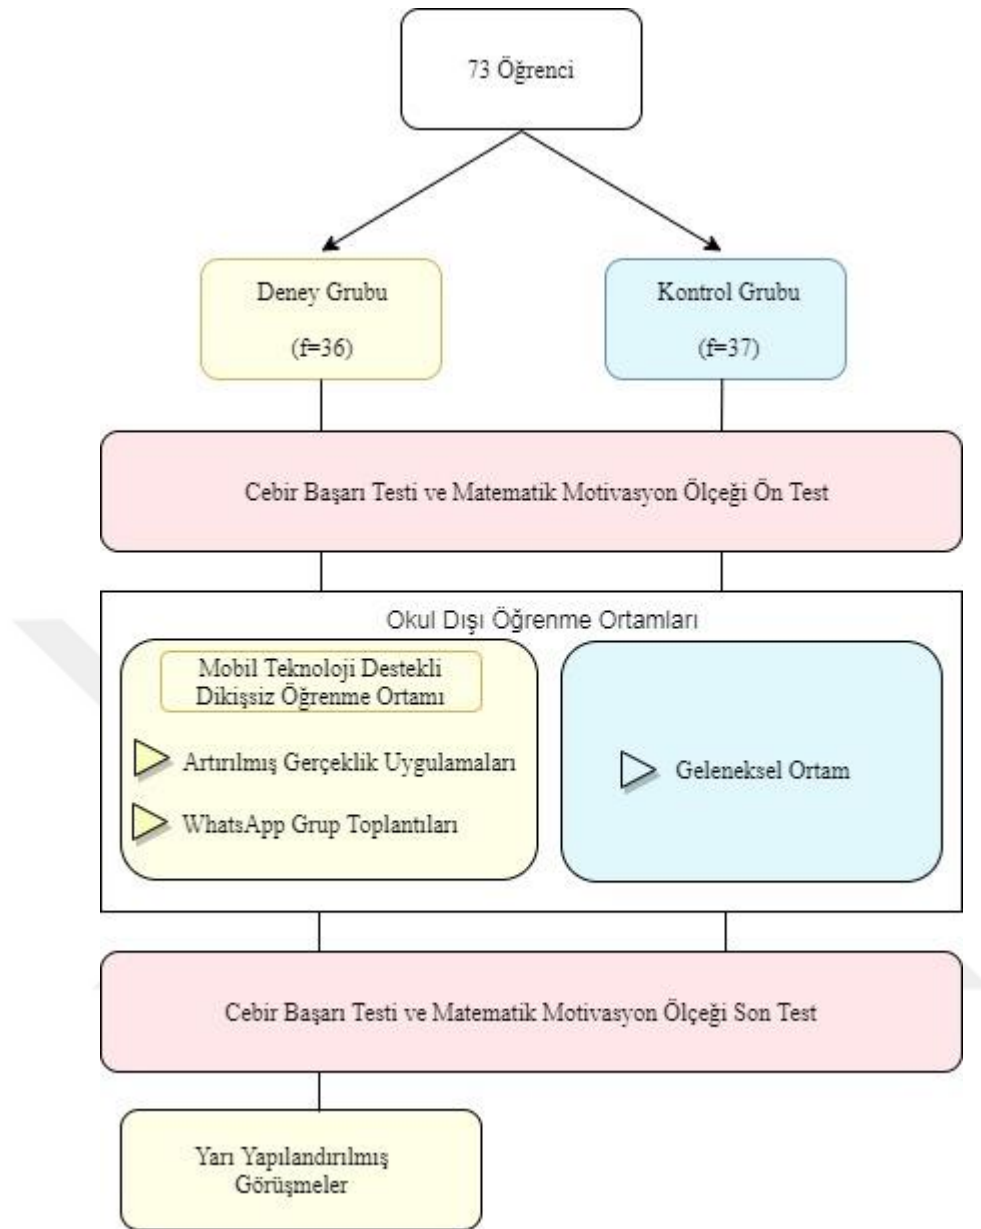 73 Öğrenci
Deney Grubu
(f=36)
Kontrol Grubu
(f=37)
Cebir Başarı Testi ve Matematik Motivasyon Ölçeği Ön Test
Okul Dışı Öğrenme Ortamları
Mobil Teknoloji Destekli
Dikişsiz Öğrenme Ortamı
Artırılmış Gerçeklik Uygulamaları
WhatsApp Grup Toplantıları
Geleneksel Ortam
Cebir Başarı Testi ve Matematik Motivasyon Ölçeği Son Test
Yarı Yapılandırılmış
Görüşmeler